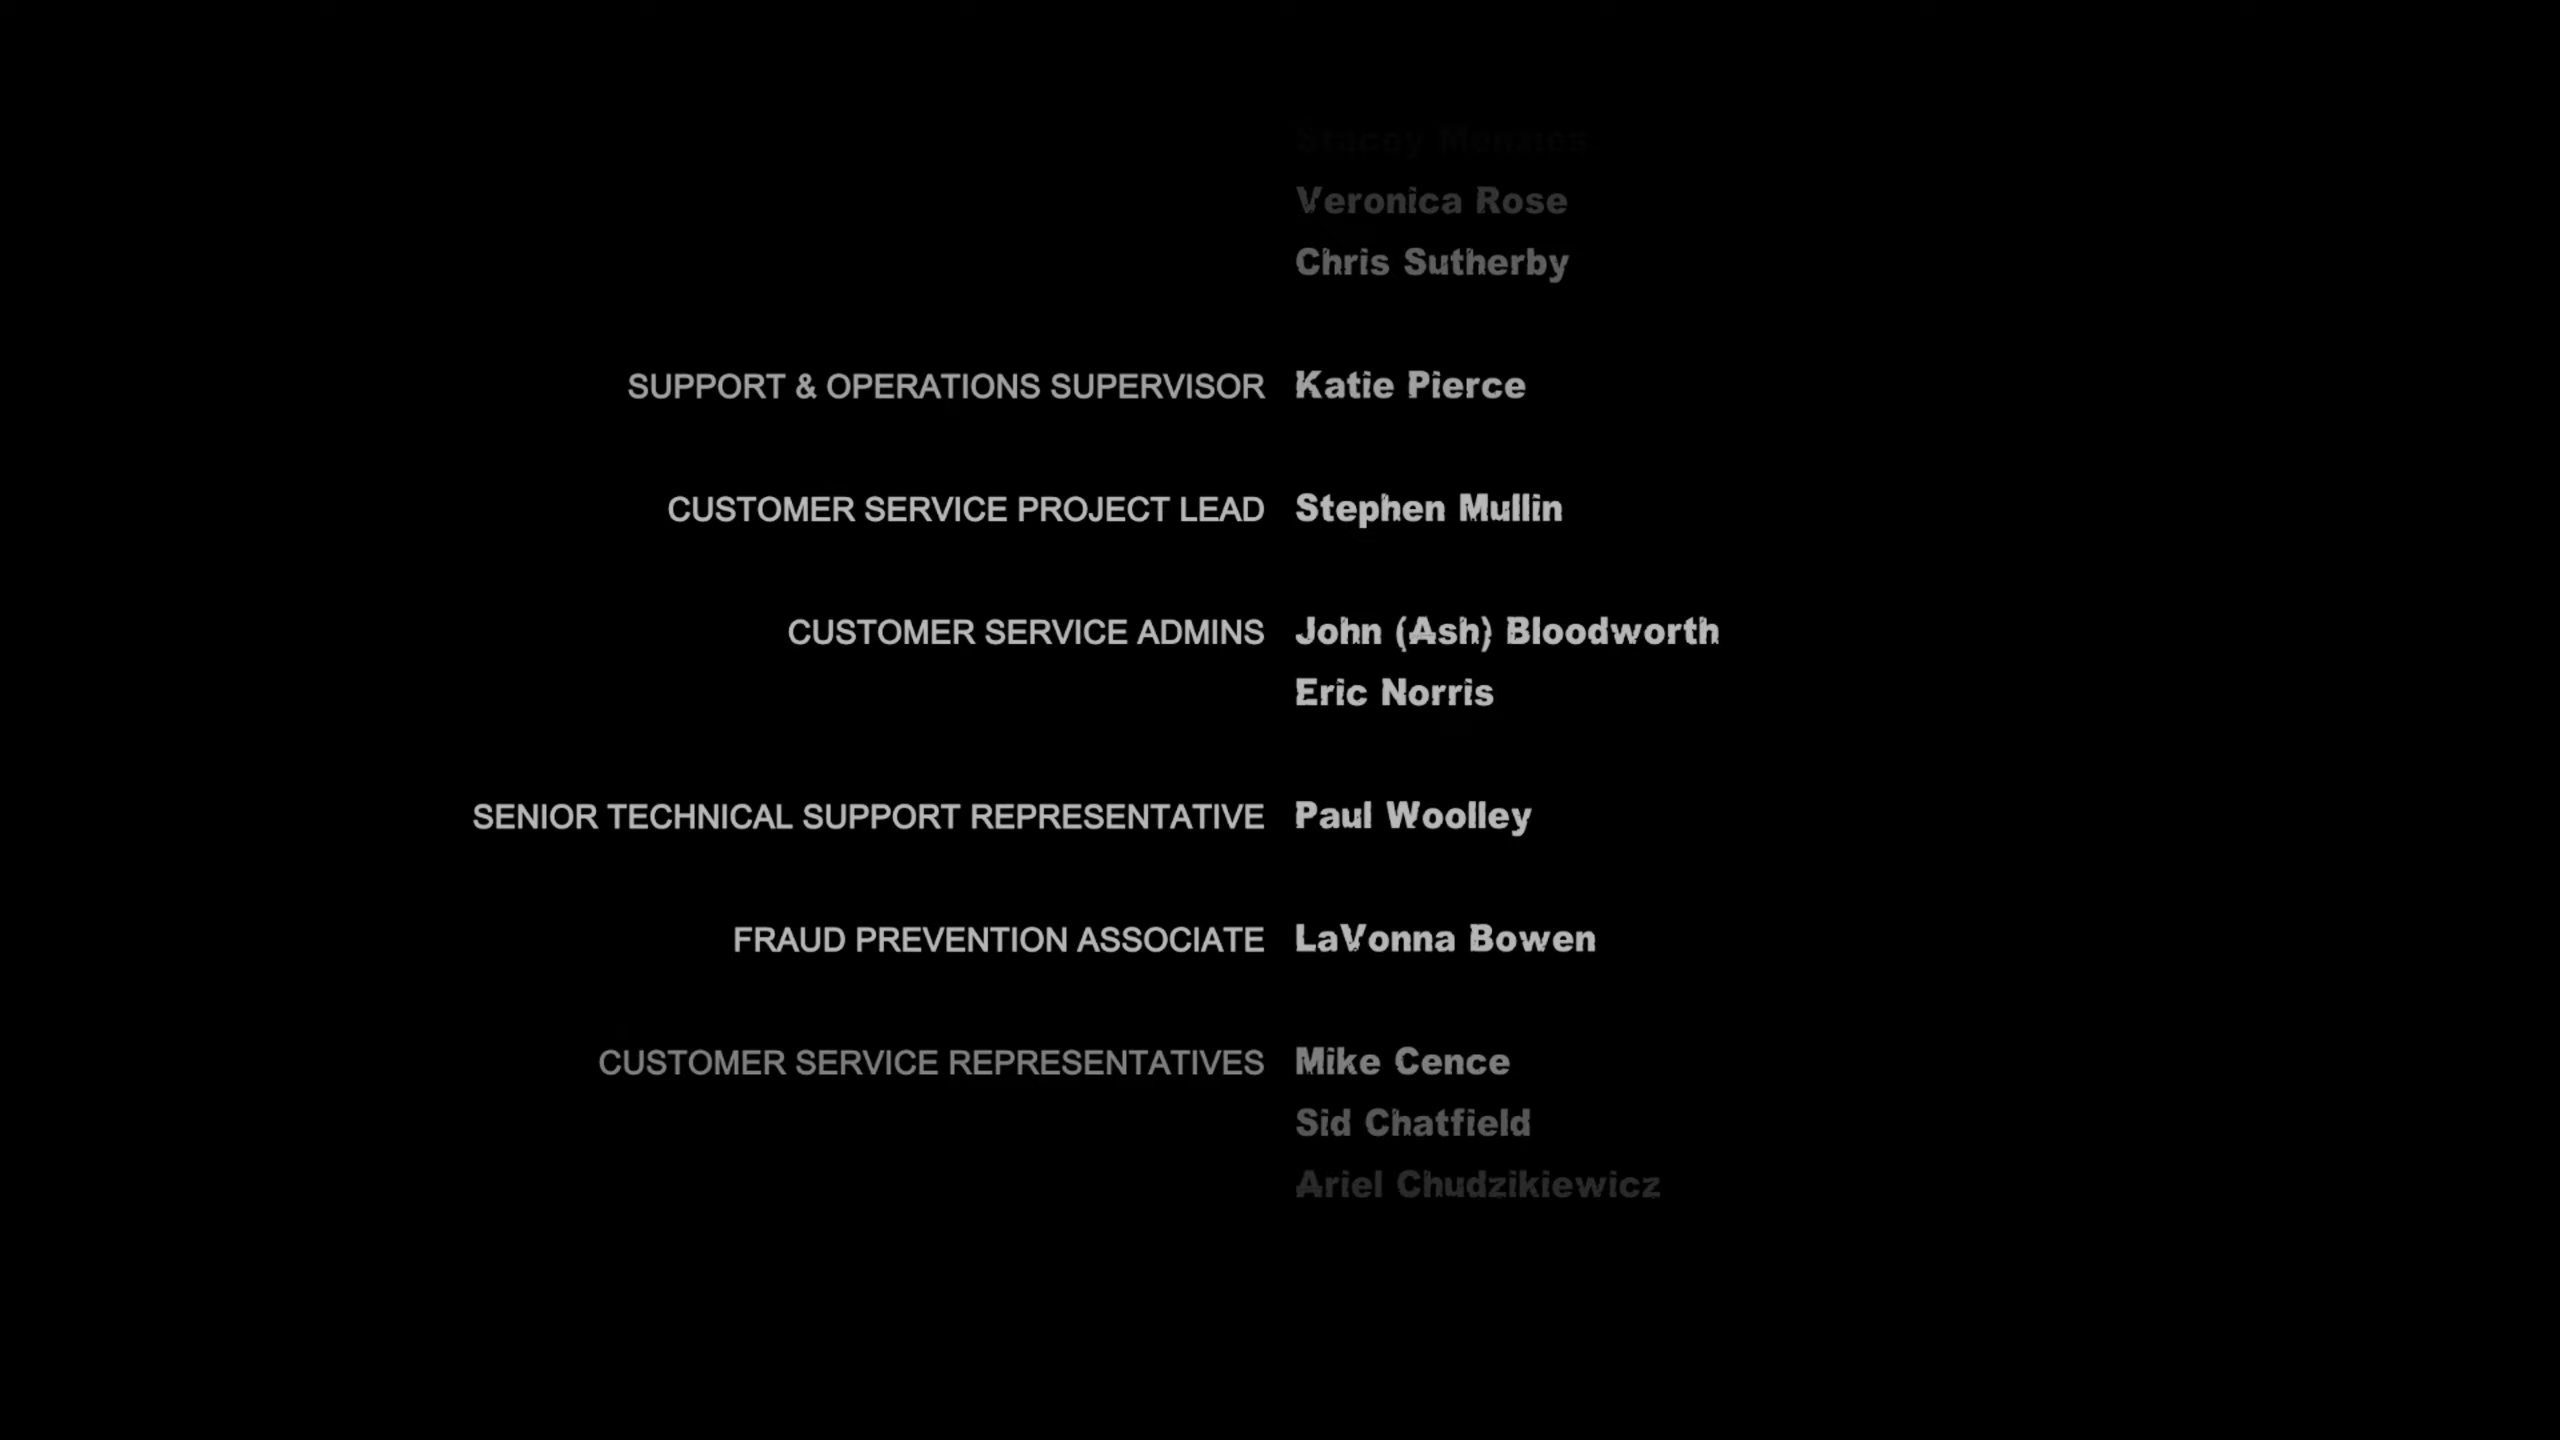 Stacey Menzies
Veronica Rose
Chris Sutherby
SUPPORT & OPERATIONS SUPERVISOR Katie Pierce
CUSTOMER SERVICE PROJECT LEAD Stephen Mullin
CUSTOMER SERVICE ADMINS John (Ash) Bloodworth
Eric Norris
SENIOR TECHNICAL SUPPORT REPRESENTATIVE Paul Woolley
FRAUD PREVENTION ASSOCIATE LaVonna Bowen
CUSTOMER SERVICE REPRESENTATIVES Mike Cence
Sid Chatfield
Ariel Chudzikiewicz